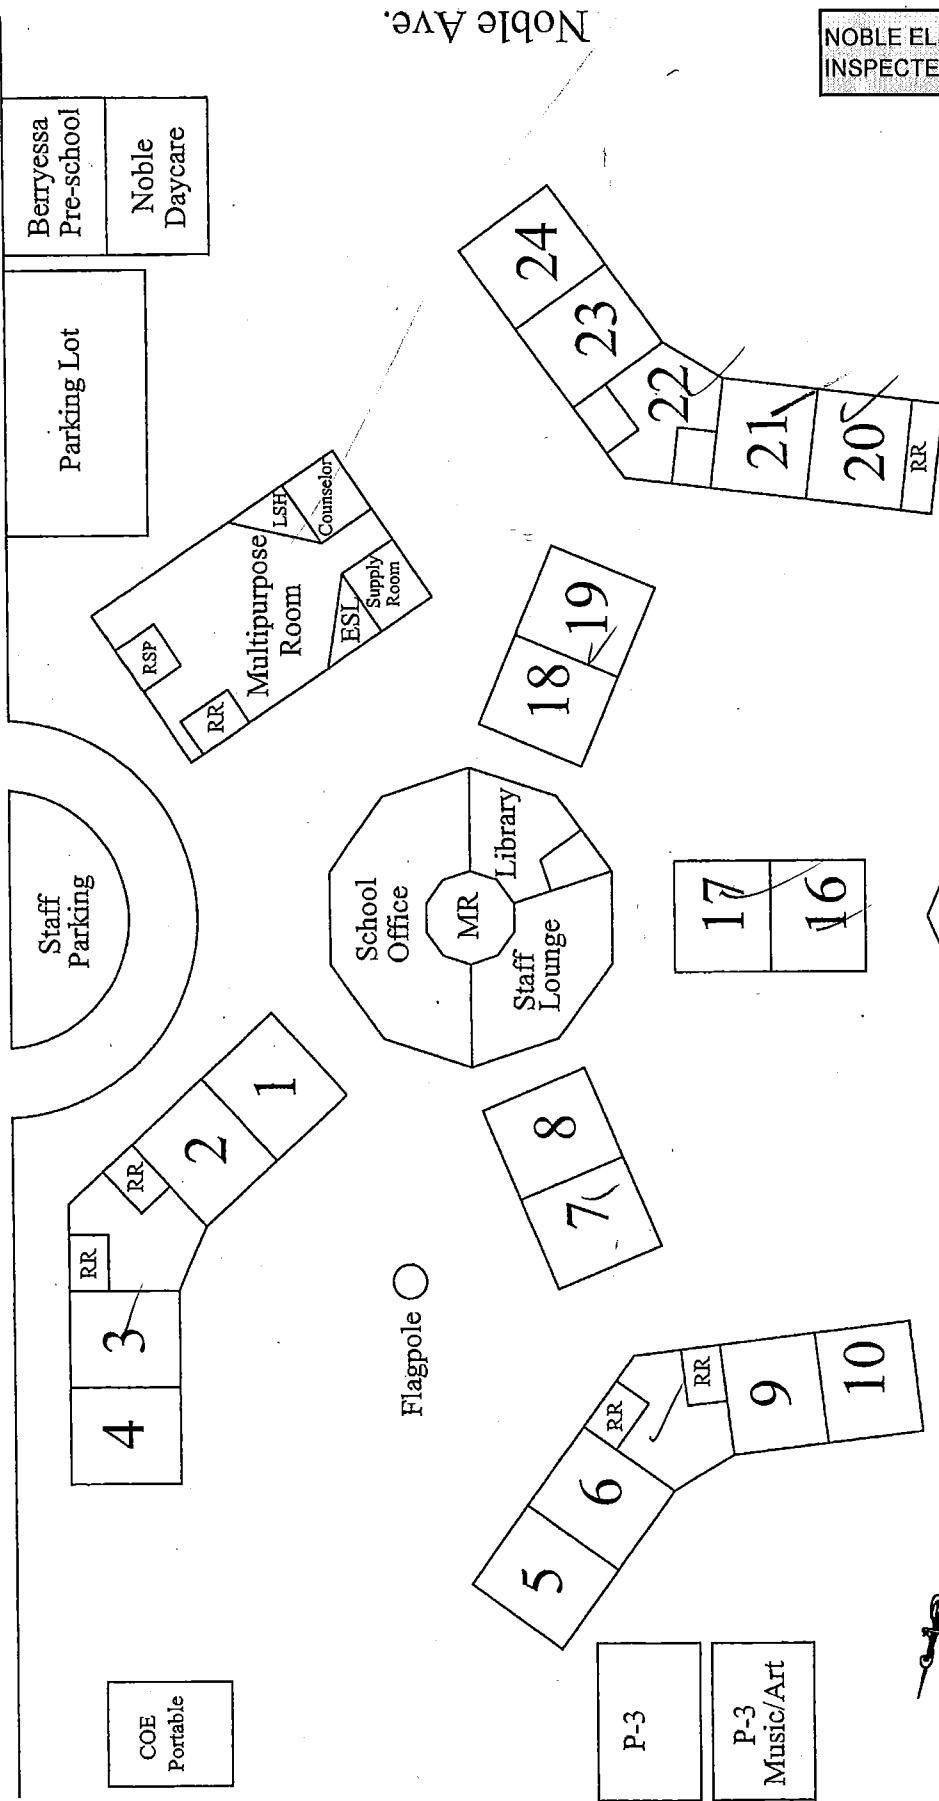 Noble Ave.
NOBLE EL
INSPECTE
Berryessa
Pre-school
Noble
Daycare
Parking Lot
Staff
Parking
RSP
RR
Multipurpose
Room
LSH
Counselor
ESL
Supply
Room
24
23
22
21
20
RR
18
19
School
Office
MR
Library
Staff
Lounge
17
16
1
2
RR
RR
3
4
8
7
Flagpole
5
6
RR
RR
9
10
COE
Portable
P-3
P-3
Music/Art